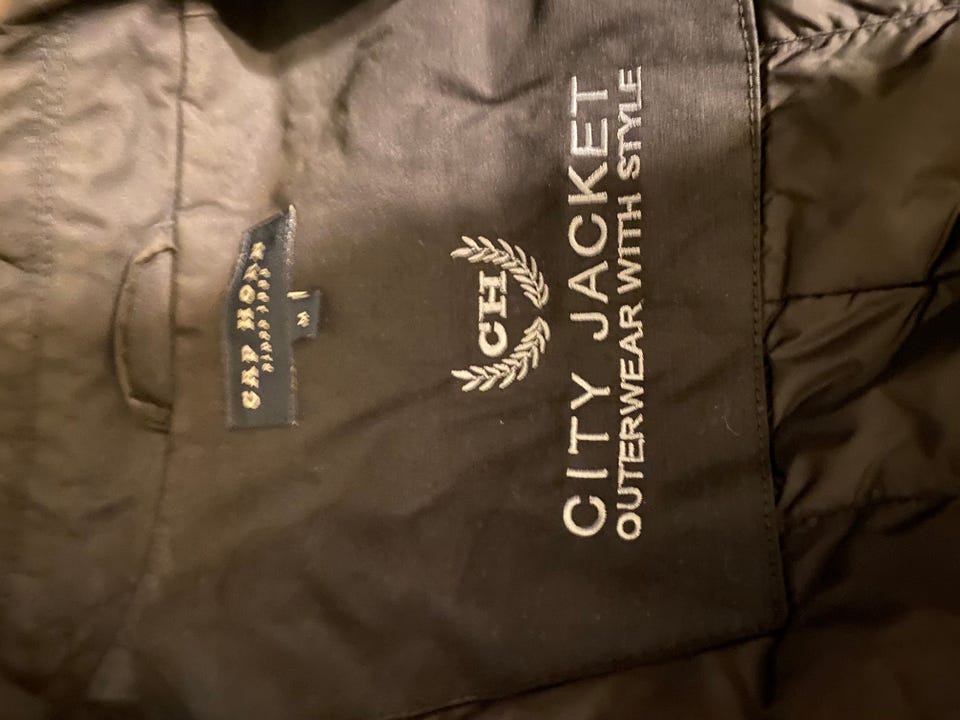 CAP HORN
M
CH
CITY JACKET
OUTERWEAR WITH STYLE